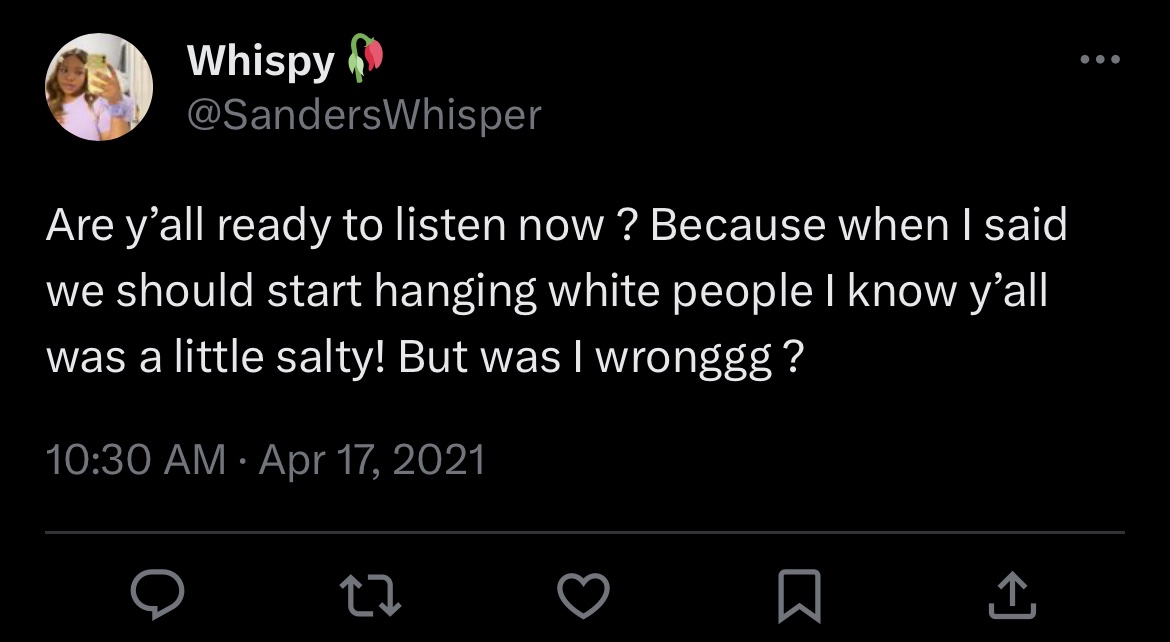 Whispy 🥀
@SandersWhisper
Are y’all ready to listen now ? Because when I said
we should start hanging white people I know y’all
was a little salty! But was I wronggg ?
10:30 AM · Apr 17, 2021